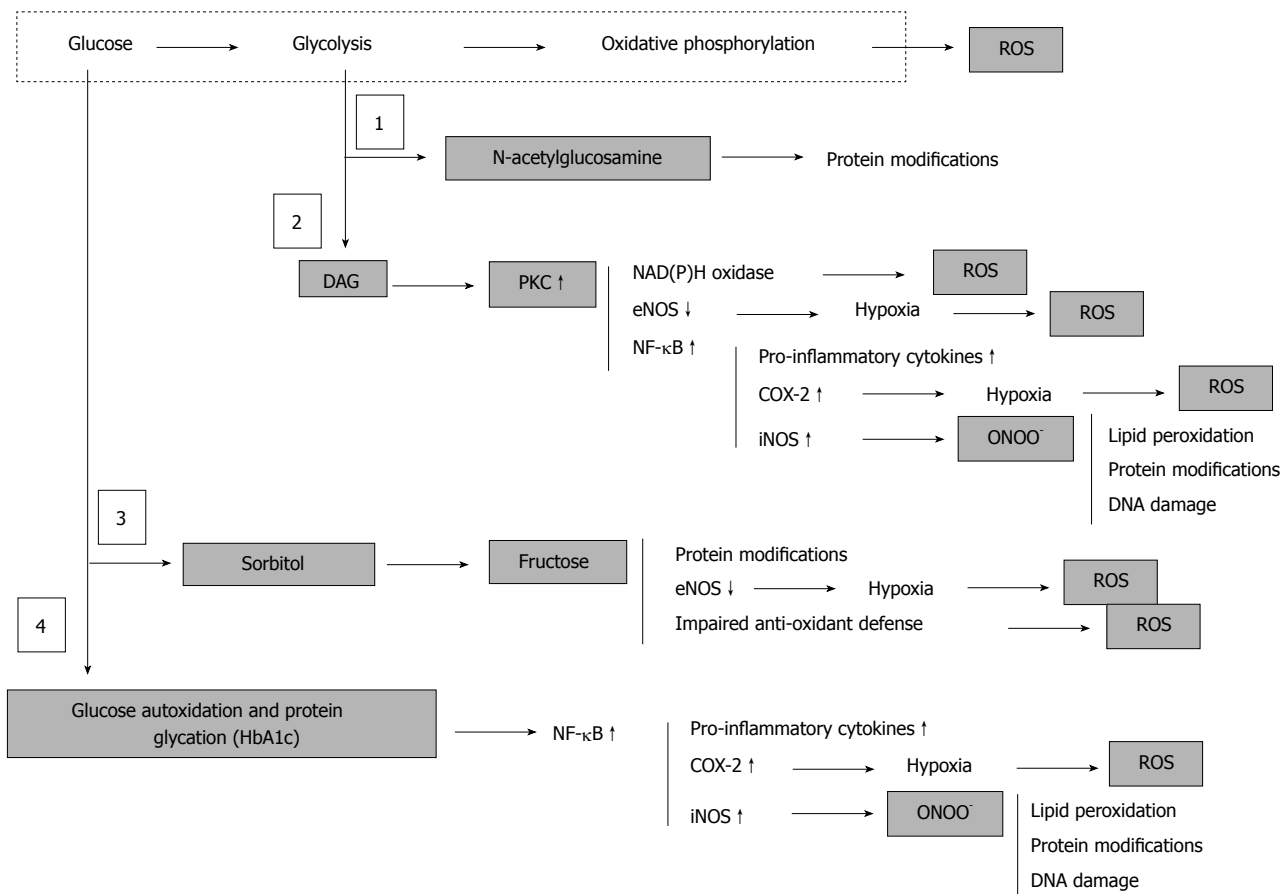 Glucose
Glycolysis
Oxidative phosphorylation
ROS
1
N-acetylglucosamine
Protein modifications
2
DAG
PKC ↑
NAD(P)H oxidase
ROS
eNOS ↓
Hypoxia
ROS
NF-κB ↑
Pro-inflammatory cytokines ↑
COX-2 ↑
Hypoxia
ROS
iNOS ↑
ONOO⁻
Lipid peroxidation
Protein modifications
DNA damage
3
Sorbitol
Fructose
Protein modifications
eNOS ↓
Hypoxia
ROS
Impaired anti-oxidant defense
ROS
4
Glucose autoxidation and protein
glycation (HbA1c)
NF-κB ↑
Pro-inflammatory cytokines ↑
COX-2 ↑
Hypoxia
ROS
iNOS ↑
ONOO⁻
Lipid peroxidation
Protein modifications
DNA damage